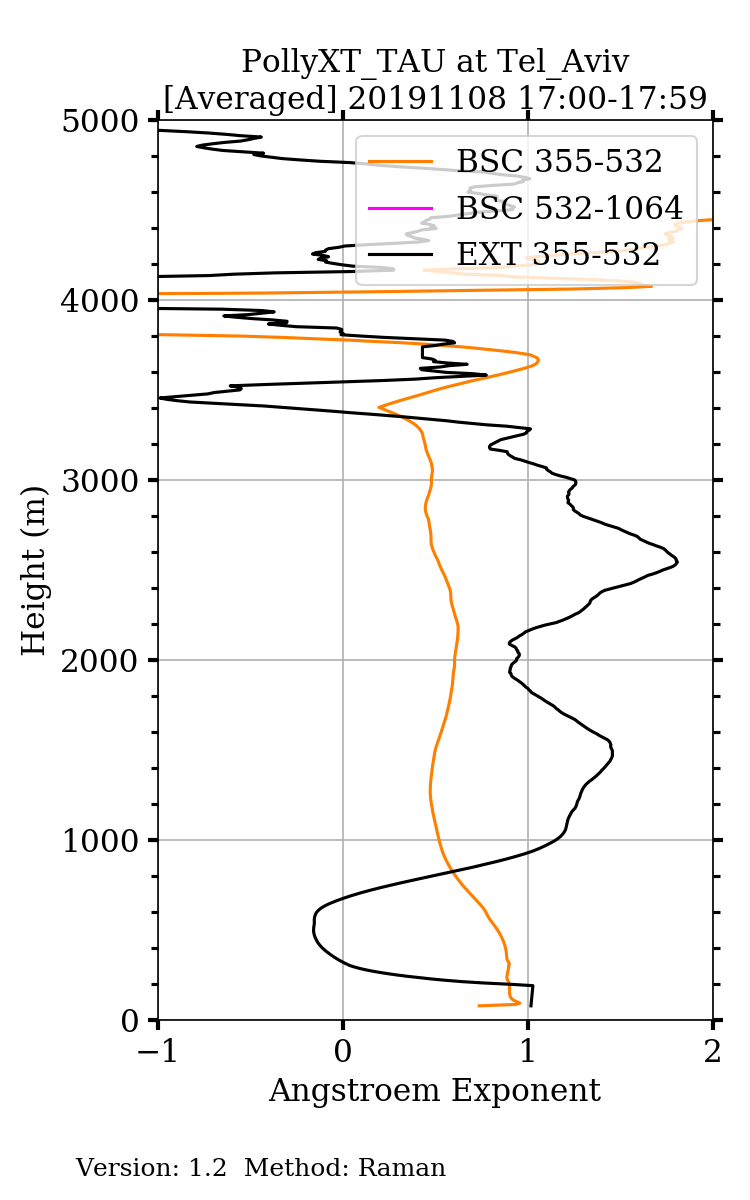 PollyXT_TAU at Tel_Aviv
[Averaged] 20191108 17:00-17:59
5000
BSC 355-532
BSC 532-1064
EXT 355-532
4000
3000
Height (m)
2000
1000
0
−1 0 1 2
Angstroem Exponent
Version: 1.2 Method: Raman